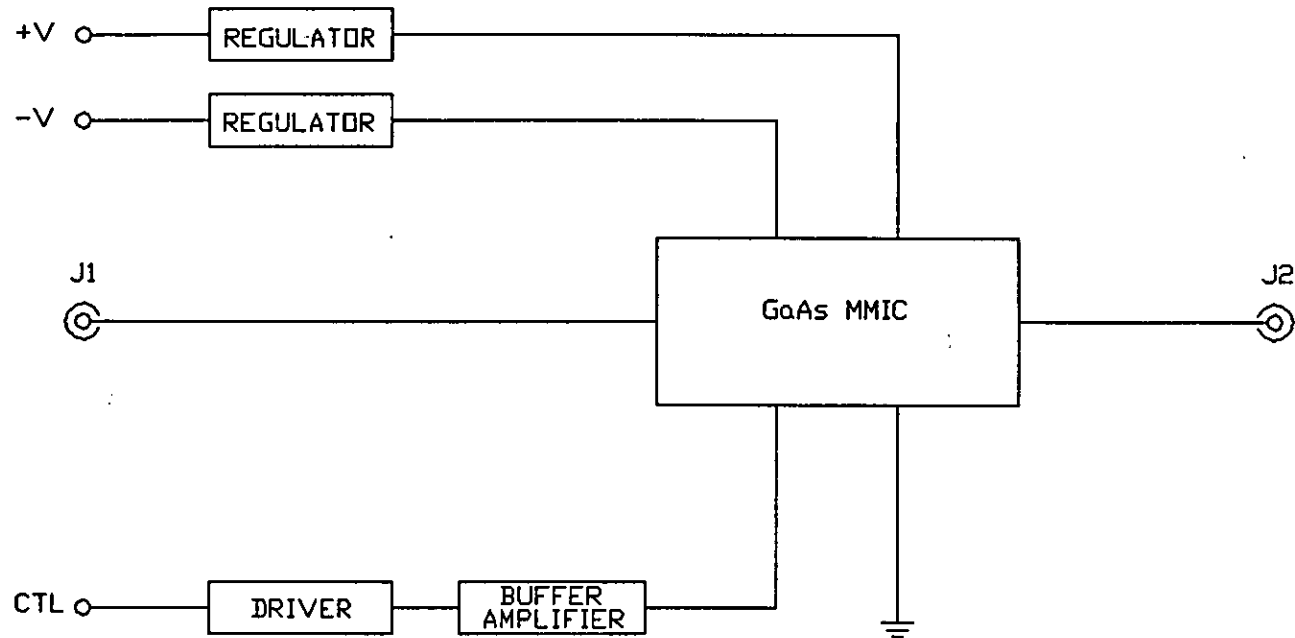 +V
REGULATOR
-V
REGULATOR
J1
GaAs MMIC
J2
CTL
DRIVER
BUFFER
AMPLIFIER